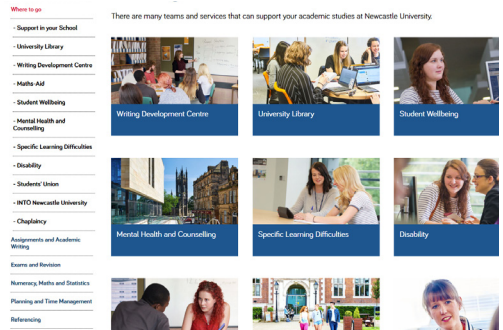 Where to go
- Support in your School
- University Library
- Writing Development Centre
- Maths-Aid
- Student Wellbeing
- Mental Health and
Counselling
- Specific Learning Difficulties
- Disability
- Students' Union
- INTO Newcastle University
- Chaplaincy
Assignments and Academic
Writing
Exams and Revision
Numeracy, Maths and Statistics
Planning and Time Management
Referencing
There are many teams and services that can support your academic studies at Newcastle University.
Writing Development Centre
University Library
Student Wellbeing
Mental Health and Counselling
Specific Learning Difficulties
Disability